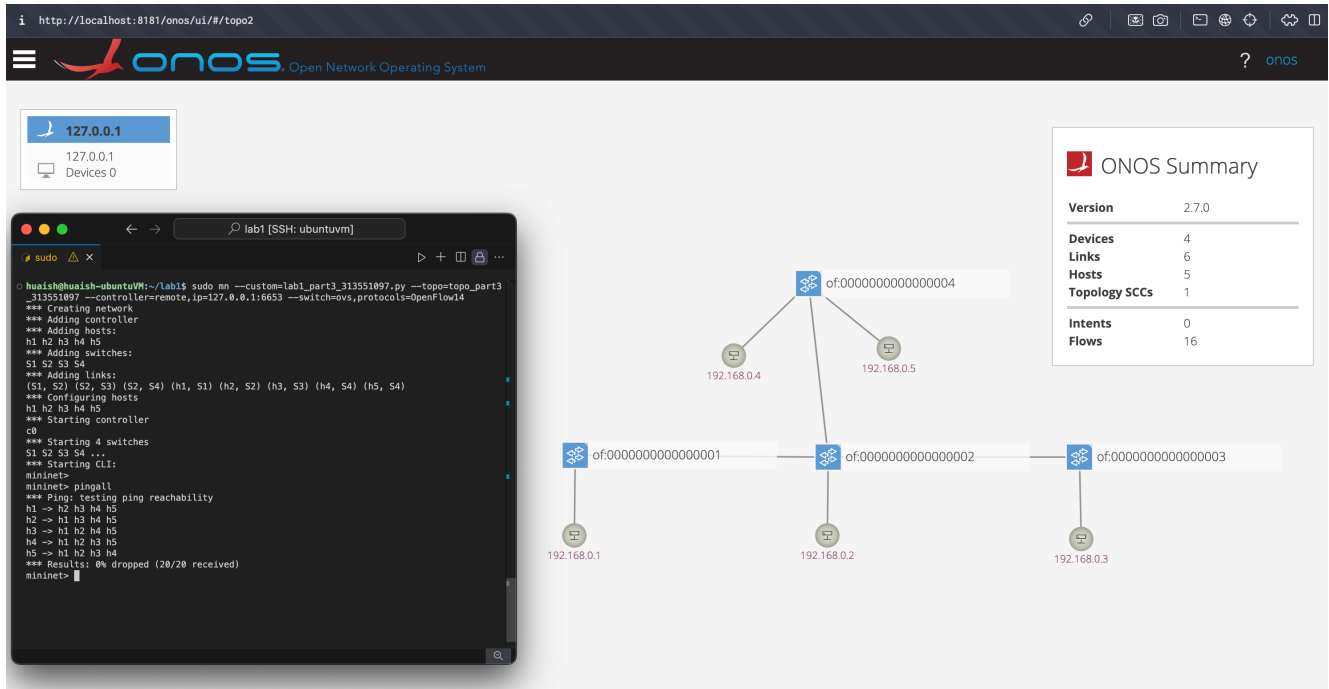 i http://localhost:8181/onos/ui/#/topo2
onos. Open Network Operating System
? onos
127.0.0.1
127.0.0.1
Devices 0
lab1 [SSH: ubuntuvm]
sudo
huaish@huaish-ubuntuVM:~/lab1$ sudo mn --custom=lab1_part3_313551097.py --topo=topo_part3
_313551097 --controller=remote,ip=127.0.0.1:6653 --switch=ovs,protocols=OpenFlow14
*** Creating network
*** Adding controller
*** Adding hosts:
h1 h2 h3 h4 h5
*** Adding switches:
S1 S2 S3 S4
*** Adding links:
(S1, S2) (S2, S3) (S2, S4) (h1, S1) (h2, S2) (h3, S3) (h4, S4) (h5, S4)
*** Configuring hosts
h1 h2 h3 h4 h5
*** Starting controller
c0
*** Starting 4 switches
S1 S2 S3 S4 ...
*** Starting CLI:
mininet>
mininet> pingall
*** Ping: testing ping reachability
h1 -> h2 h3 h4 h5
h2 -> h1 h3 h4 h5
h3 -> h1 h2 h4 h5
h4 -> h1 h2 h3 h5
h5 -> h1 h2 h3 h4
*** Results: 0% dropped (20/20 received)
mininet>
of:0000000000000004
192.168.0.4
192.168.0.5
of:0000000000000001
of:0000000000000002
of:0000000000000003
192.168.0.1
192.168.0.2
192.168.0.3
ONOS Summary
Version 2.7.0
Devices 4
Links 6
Hosts 5
Topology SCCs 1
Intents 0
Flows 16